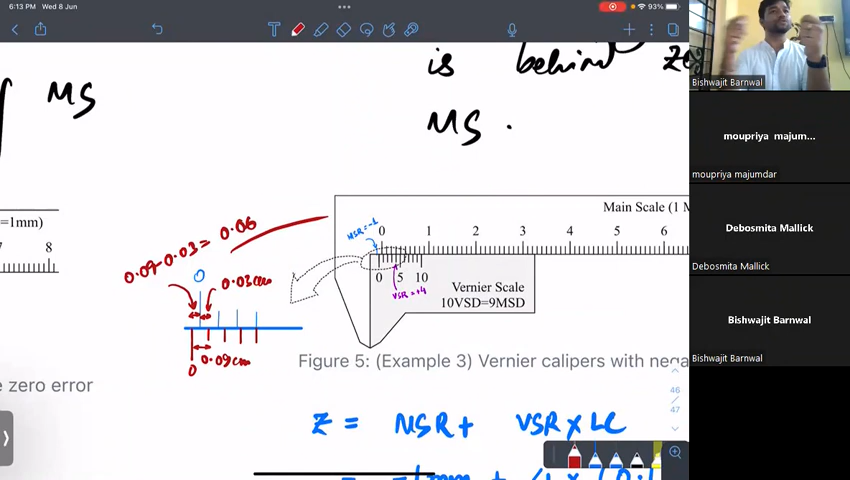 6:13 PM Wed 8 Jun
93%
is behind
MS
MS.
Bishwajit Barnwal
moupriya majum...
moupriya majumdar
Debosmita Mallick
Debosmita Mallick
Bishwajit Barnwal
Bishwajit Barnwal
=1mm)
7 8
0.09-0.03= 0.06
0
0.03cm
0.09cm
0
e zero error
Main Scale (1 M
MSR=-1
0 1 2 3 4 5 6
0 5 10
VSR=+4
Vernier Scale
10VSD=9MSD
Figure 5: (Example 3) Vernier calipers with nega
46
/
47
Z = MSR + VSR x LC